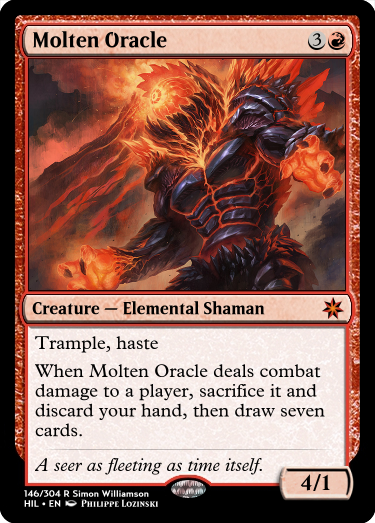 Molten Oracle 3
Creature — Elemental Shaman
Trample, haste
When Molten Oracle deals combat
damage to a player, sacrifice it and
discard your hand, then draw seven
cards.
A seer as fleeting as time itself.
4/1
146/304 R Simon Williamson
HIL • EN Philippe Lozinski